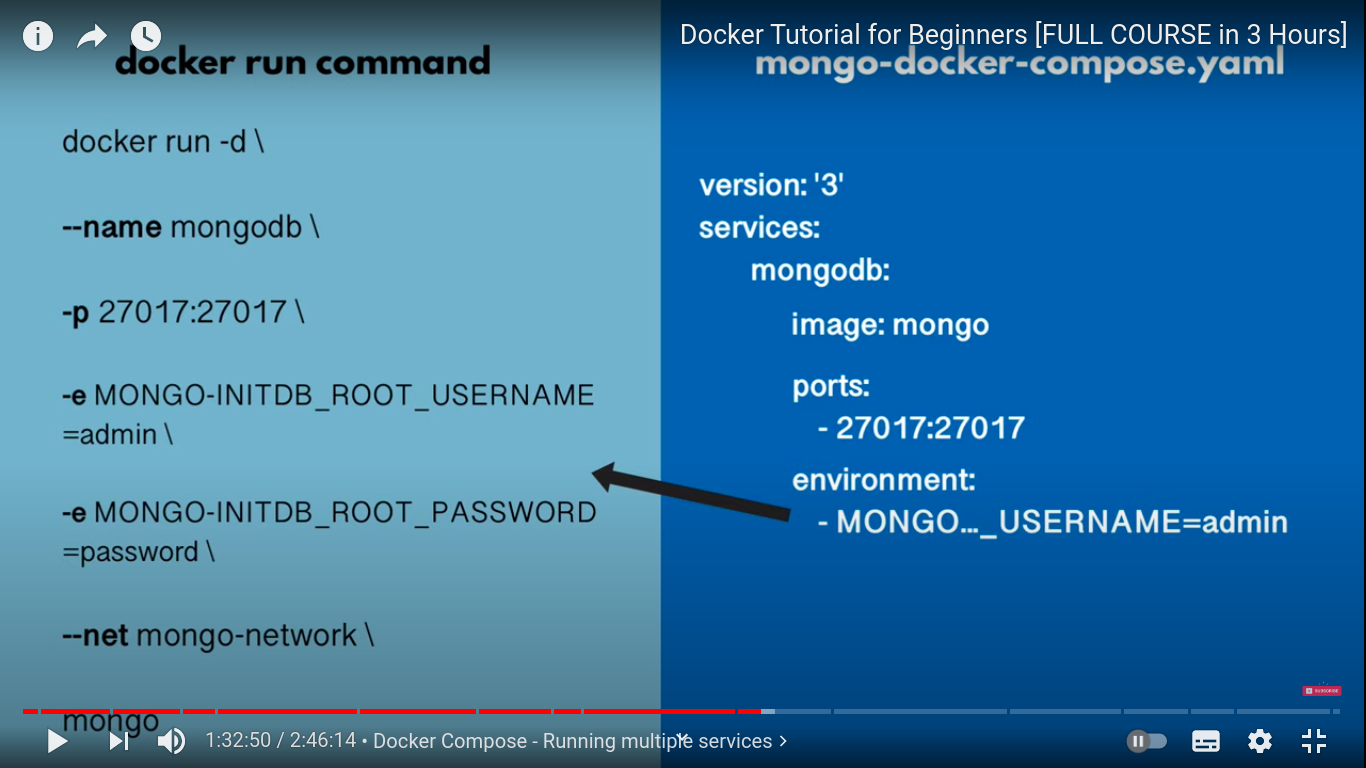 Docker Tutorial for Beginners [FULL COURSE in 3 Hours]
docker run command
docker run -d \
--name mongodb \
-p 27017:27017 \
-e MONGO-INITDB_ROOT_USERNAME
=admin \
-e MONGO-INITDB_ROOT_PASSWORD
=password \
--net mongo-network \
mongo
mongo-docker-compose.yaml
version: '3'
services:
mongodb:
image: mongo
ports:
- 27017:27017
environment:
- MONGO..._USERNAME=admin
SUBSCRIBE
1:32:50 / 2:46:14 • Docker Compose - Running multiple services >